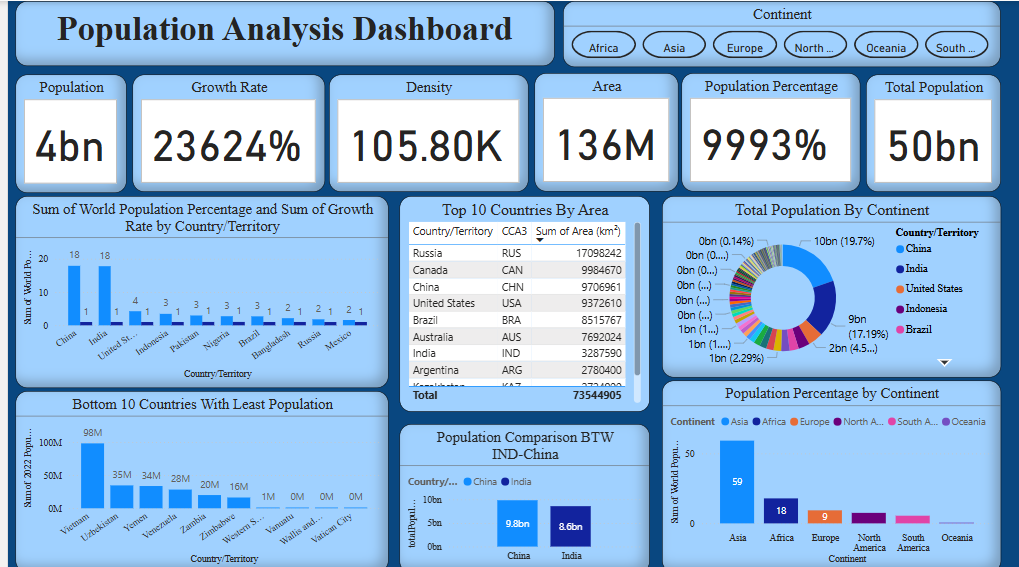 Population Analysis Dashboard
Continent
Africa
Asia
Europe
North ...
Oceania
South ...
Population
4bn
Growth Rate
23624%
Density
105.80K
Area
136M
Population Percentage
9993%
Total Population
50bn
Sum of World Population Percentage and Sum of Growth
Rate by Country/Territory
Sum of World Po...
20
10
0
18 1 18 1 4 1 3 1 3 1 3 1 3 1 2 1 2 1 2 1
China
India
United St...
Indonesia
Pakistan
Nigeria
Brazil
Bangladesh
Russia
Mexico
Country/Territory
Top 10 Countries By Area
Country/Territory CCA3 Sum of Area (km²)
Russia RUS 17098242
Canada CAN 9984670
China CHN 9706961
United States USA 9372610
Brazil BRA 8515767
Australia AUS 7692024
India IND 3287590
Argentina ARG 2780400
Total 73544905
Total Population By Continent
0bn (0.14%)
0bn (0....)
0bn (0...)
0bn (...)
0bn (...)
0bn (...)
1bn (1...)
1bn (1....)
1bn (2.29%)
10bn (19.7%)
9bn
(17.19%)
2bn (4.5...)
Country/Territory
China
India
United States
Indonesia
Brazil
Bottom 10 Countries With Least Population
Sum of 2022 Popu...
100M
50M
0M
98M 35M 34M 28M 20M 16M 1M 0M 0M 0M
Vietnam
Uzbekistan
Yemen
Venezuela
Zambia
Zimbabwe
Western S...
Vanuatu
Wallis and...
Vatican City
Country/Territory
Population Comparison BTW
IND-China
Country/... China India
totalPopul...
10bn
5bn
0bn
9.8bn
8.6bn
China
India
Population Percentage by Continent
Continent Asia Africa Europe North A... South A... Oceania
Sum of World Popu...
50
0
59
18
9
Asia
Africa
Europe
North
America
South
America
Oceania
Continent